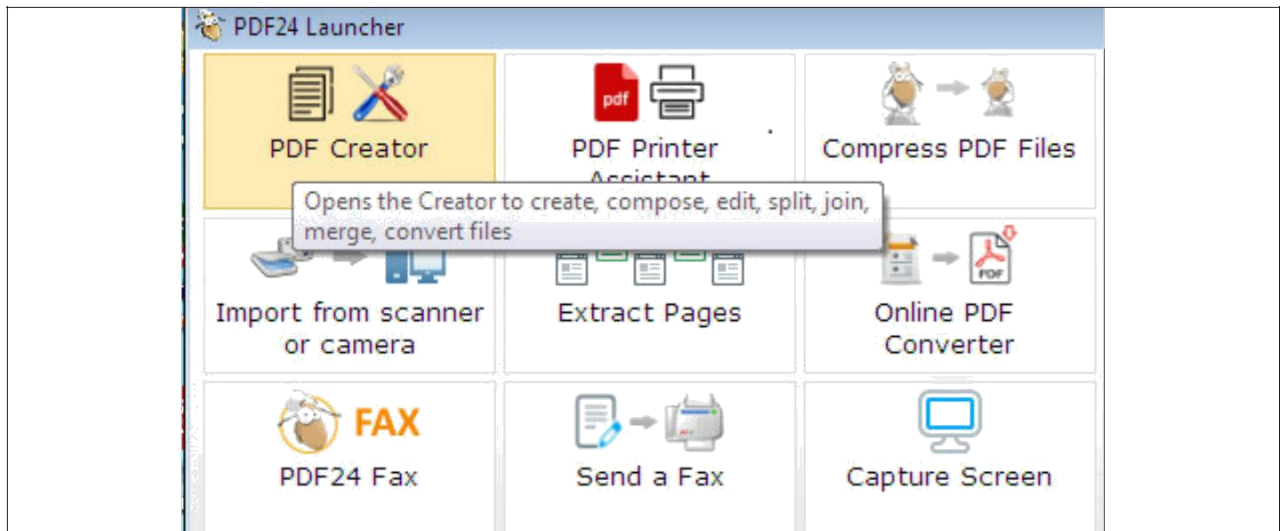 PDF24 Launcher
pdf
PDF Creator
PDF Printer
Assistant
Compress PDF Files
Opens the Creator to create, compose, edit, split, join,
merge, convert files
PDF
Import from scanner
or camera
Extract Pages
Online PDF
Converter
FAX
PDF24 Fax
Send a Fax
Capture Screen